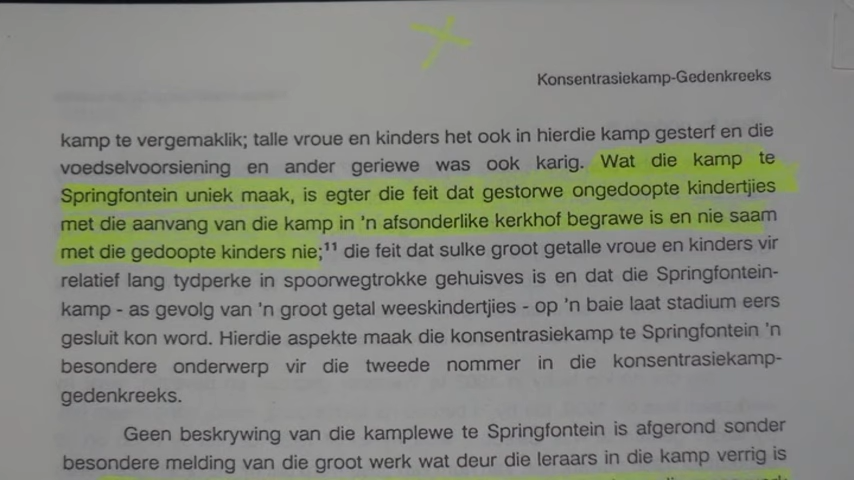 Konsentrasiekamp-Gedenkreeks
kamp te vergemaklik; talle vroue en kinders het ook in hierdie kamp gesterf en die
voedselvoorsiening en ander geriewe was ook karig. Wat die kamp te
Springfontein uniek maak, is egter die feit dat gestorwe ongedoopte kindertjies
met die aanvang van die kamp in 'n afsonderlike kerkhof begrawe is en nie saam
met die gedoopte kinders nie;¹¹ die feit dat sulke groot getalle vroue en kinders vir
relatief lang tydperke in spoorwegtrokke gehuisves is en dat die Springfontein-
kamp - as gevolg van 'n groot getal weeskindertjies - op 'n baie laat stadium eers
gesluit kon word. Hierdie aspekte maak die konsentrasiekamp te Springfontein 'n
besondere onderwerp vir die tweede nommer in die konsentrasiekamp-
gedenkreeks.
Geen beskrywing van die kamplewe te Springfontein is afgerond sonder
besondere melding van die groot werk wat deur die leraars in die kamp verrig is